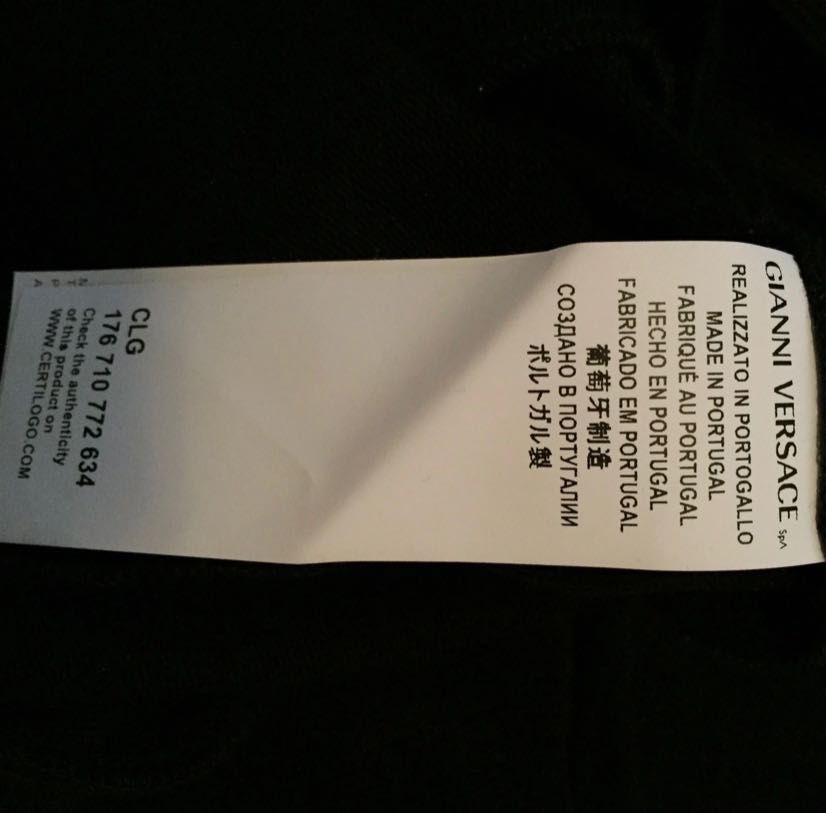 GIANNI VERSACE SpA
REALIZZATO IN PORTOGALLO
MADE IN PORTUGAL
FABRIQUÉ AU PORTUGAL
HECHO EN PORTUGAL
FABRICADO EM PORTUGAL
葡萄牙制造
СОЗДАНО В ПОРТУГАЛИИ
ポルトガル製
CLG
176 710 772 634
Check the authenticity
of this product on
WWW.CERTILOGO.COM